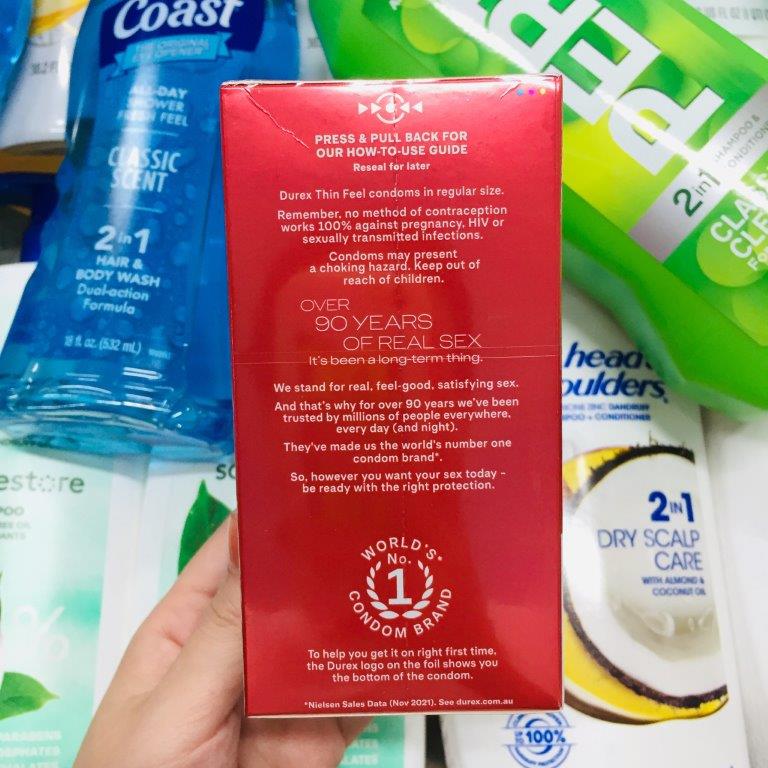 Coast
THE ORIGINAL
EYE OPENER
ALL-DAY
SHOWER
FRESH FEEL
CLASSIC
SCENT
2 in 1
HAIR &
BODY WASH
Dual-action
Formula
18 fl. oz. (532 mL)
PRESS & PULL BACK FOR
OUR HOW-TO-USE GUIDE
Reseal for later
Durex Thin Feel condoms in regular size.
Remember, no method of contraception
works 100% against pregnancy, HIV or
sexually transmitted infections.
Condoms may present
a choking hazard. Keep out of
reach of children.
OVER
90 YEARS
OF REAL SEX
It's been a long-term thing.
We stand for real, feel-good, satisfying sex.
And that's why for over 90 years we've been
trusted by millions of people everywhere,
every day (and night).
They've made us the world's number one
condom brand*.
So, however you want your sex today -
be ready with the right protection.
WORLD'S*
No.
1
CONDOM BRAND
To help you get it on right first time,
the Durex logo on the foil shows you
the bottom of the condom.
*Nielsen Sales Data (Nov 2021). See durex.com.au
PERT
2in1
SHAMPOO &
CONDITIONER
head
oulders
2IN1
DRY SCALP
CARE
WITH ALMOND &
COCONUT OIL
UP TO
100%
estore
POO
%
PARABENS